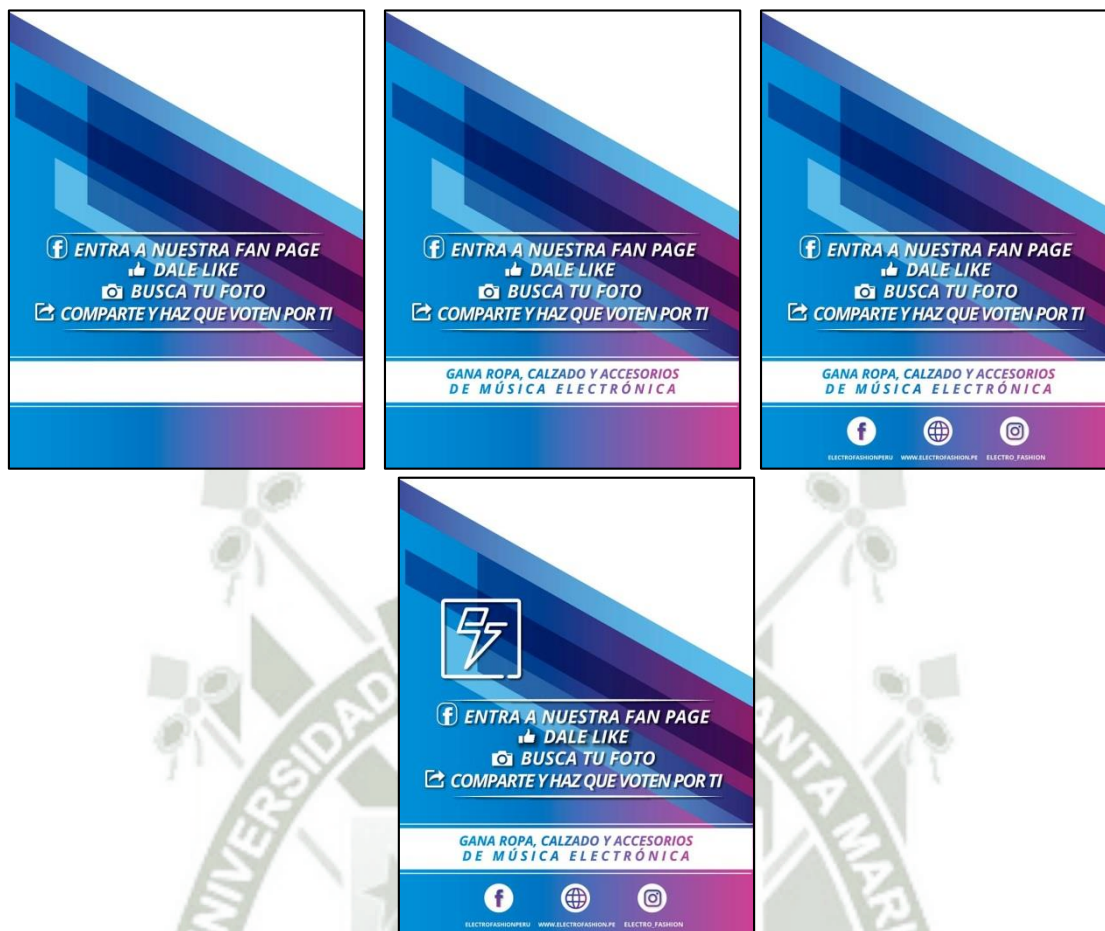 ENTRA A NUESTRA FAN PAGE
DALE LIKE
BUSCA TU FOTO
COMPARTE Y HAZ QUE VOTEN POR TI
ENTRA A NUESTRA FAN PAGE
DALE LIKE
BUSCA TU FOTO
COMPARTE Y HAZ QUE VOTEN POR TI
GANA ROPA, CALZADO Y ACCESORIOS
DE MÚSICA ELECTRÓNICA
ENTRA A NUESTRA FAN PAGE
DALE LIKE
BUSCA TU FOTO
COMPARTE Y HAZ QUE VOTEN POR TI
GANA ROPA, CALZADO Y ACCESORIOS
DE MÚSICA ELECTRÓNICA
ELECTROFASHIONPERU WWW.ELECTROFASHION.PE ELECTRO_FASHION
ENTRA A NUESTRA FAN PAGE
DALE LIKE
BUSCA TU FOTO
COMPARTE Y HAZ QUE VOTEN POR TI
GANA ROPA, CALZADO Y ACCESORIOS
DE MÚSICA ELECTRÓNICA
ELECTROFASHIONPERU WWW.ELECTROFASHION.PE ELECTRO_FASHION